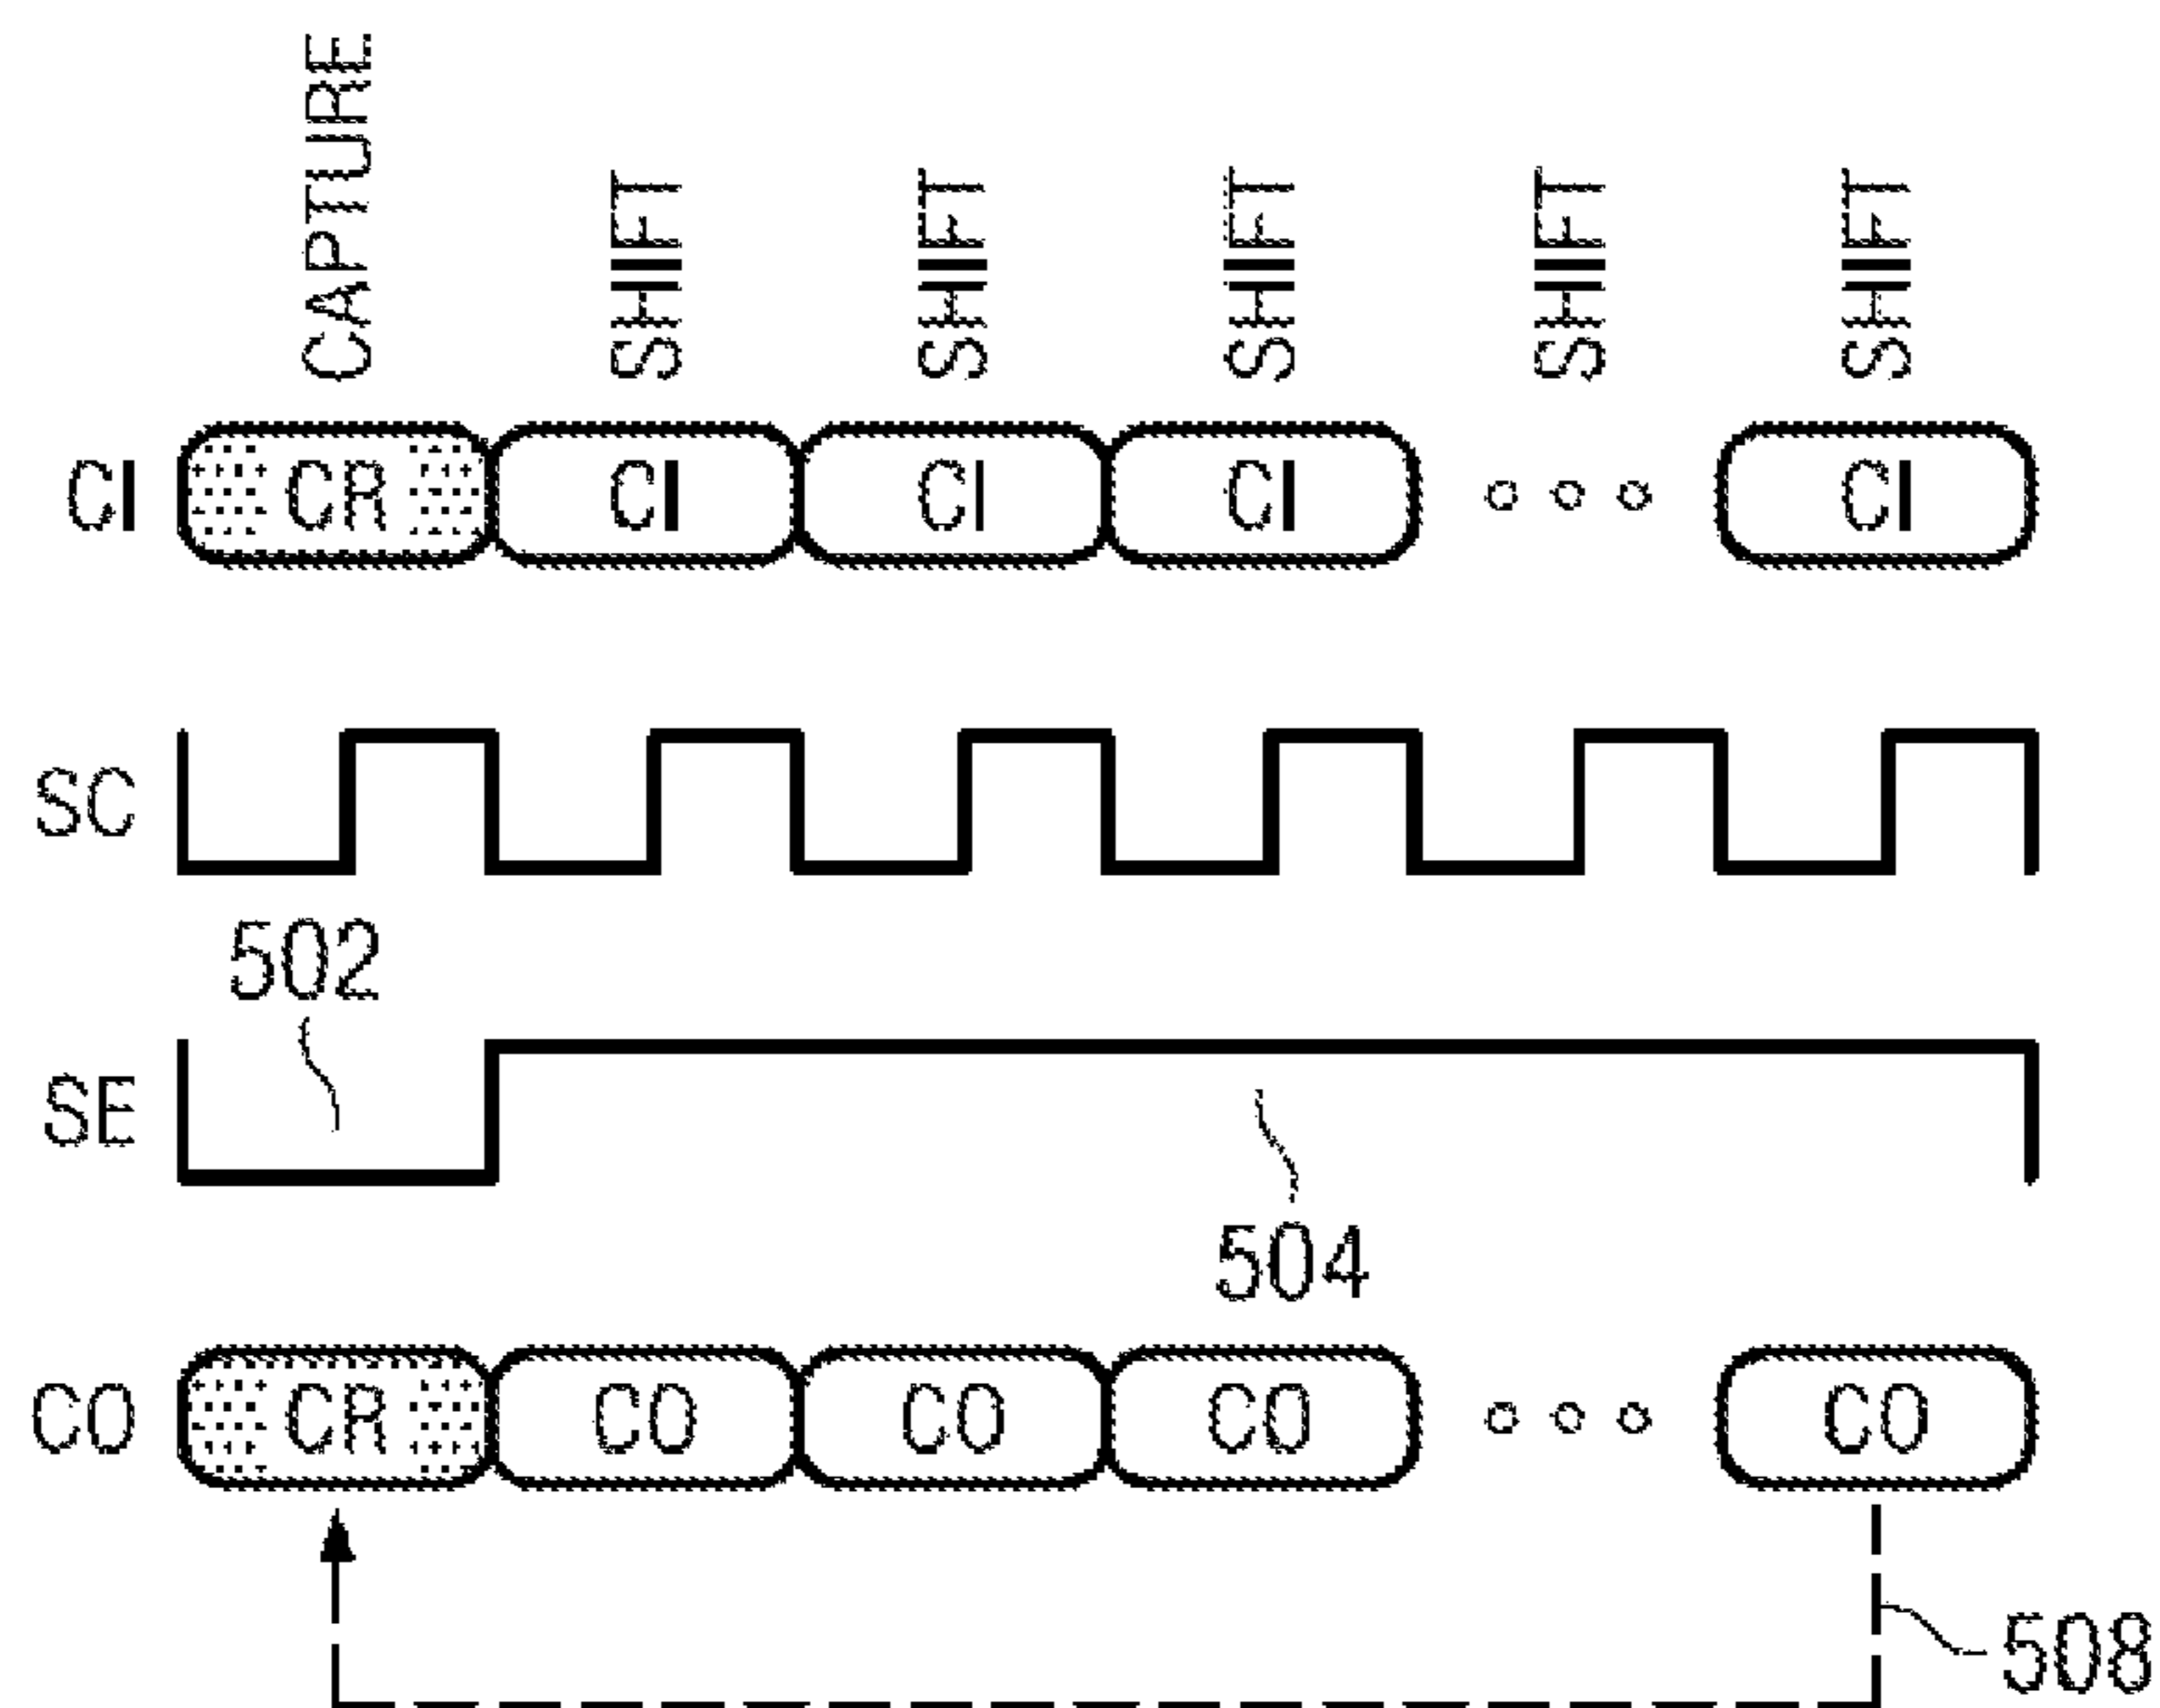 CAPTURE SHIFT SHIFT SHIFT SHIFT SHIFT
CI CR CI CI CI CI
SC
502
SE
504
CO CR CO CO CO CO
508